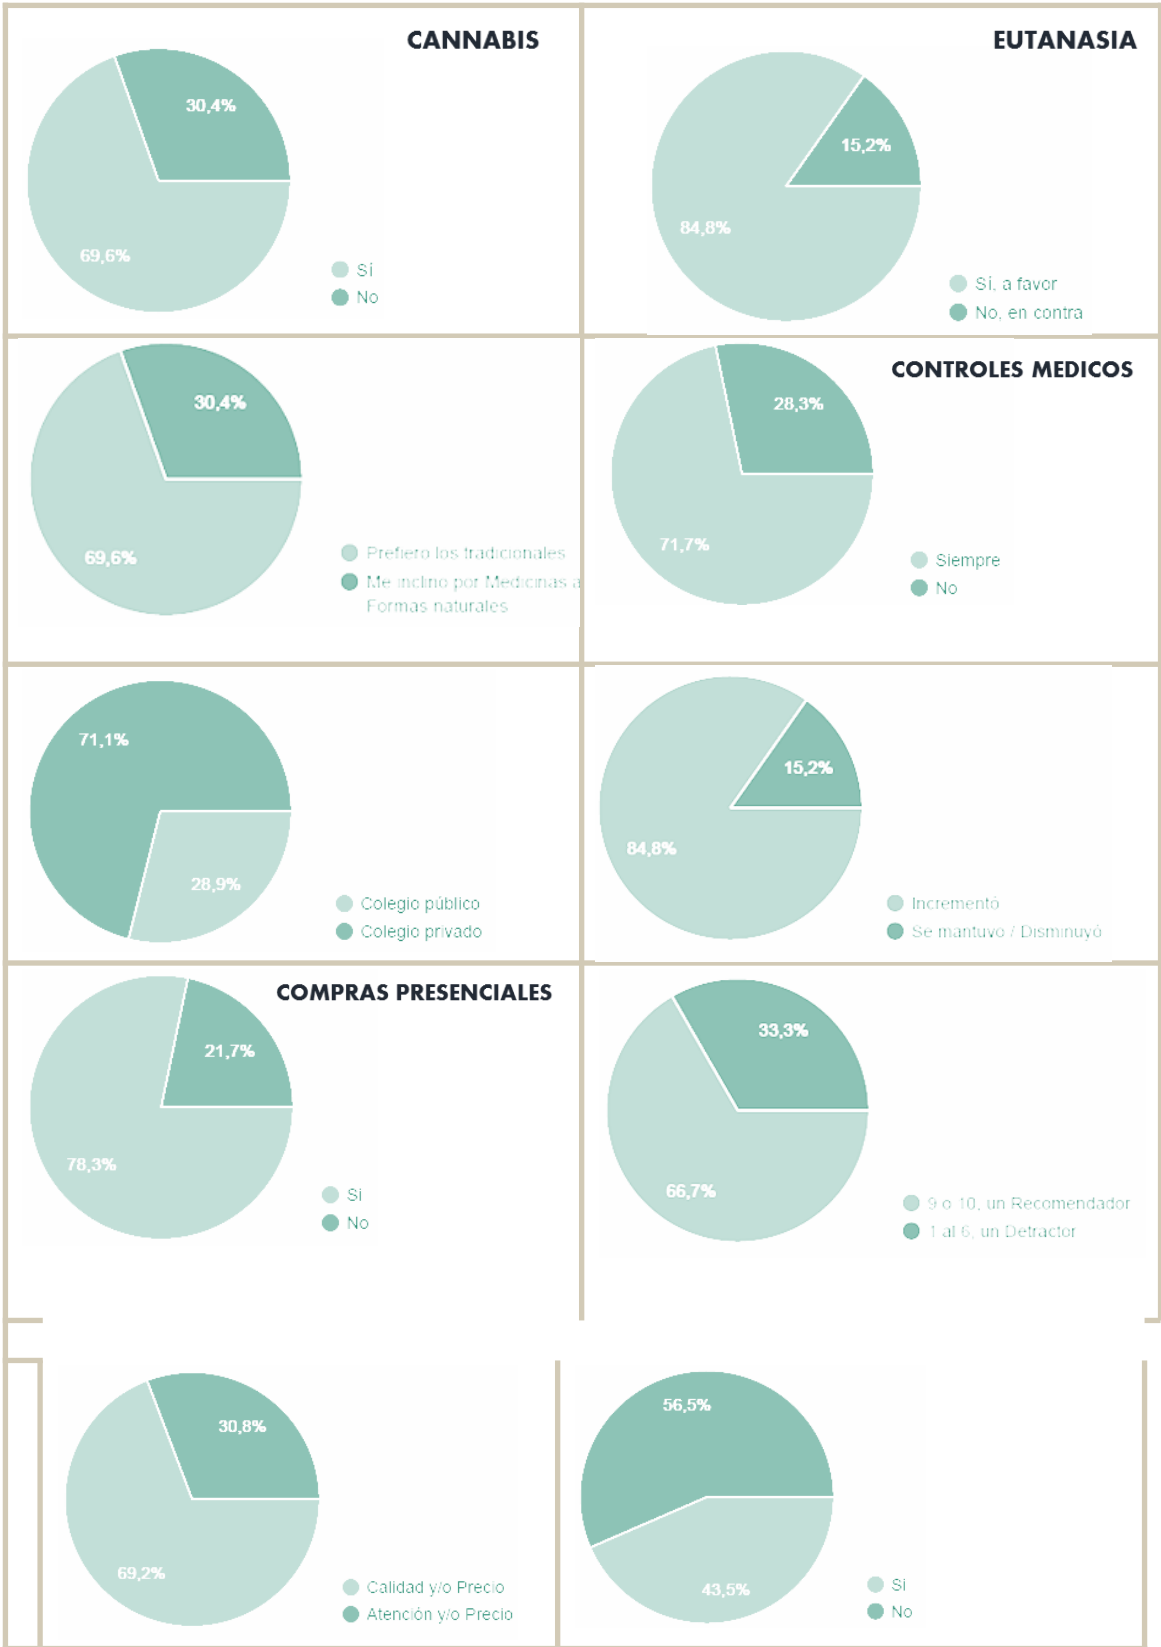 CANNABIS
30,4%
69,6%
Si
No
EUTANASIA
15,2%
84,8%
Si, a favor
No, en contra
30,4%
69,6%
Prefiero los tradicionales
Me inclino por Medicinas a
Formas naturales
CONTROLES MEDICOS
28,3%
71,7%
Siempre
No
71,1%
28,9%
Colegio público
Colegio privado
15,2%
84,8%
Incrementó
Se mantuvo / Disminuyó
COMPRAS PRESENCIALES
21,7%
78,3%
Si
No
33,3%
66,7%
9 o 10, un Recomendador
1 al 6, un Detractor
30,8%
69,2%
Calidad y/o Precio
Atención y/o Precio
56,5%
43,5%
Si
No